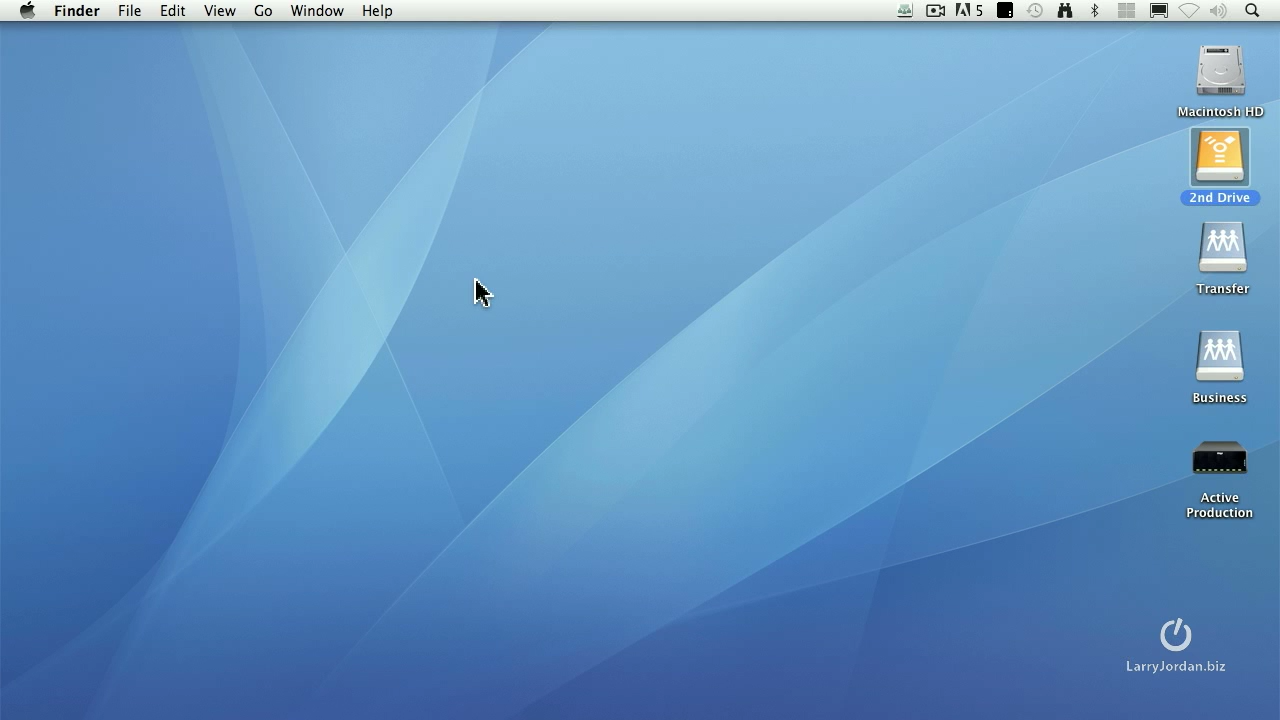 Finder File Edit View Go Window Help 5
Macintosh HD
2nd Drive
Transfer
Business
Active
Production
LarryJordan.biz